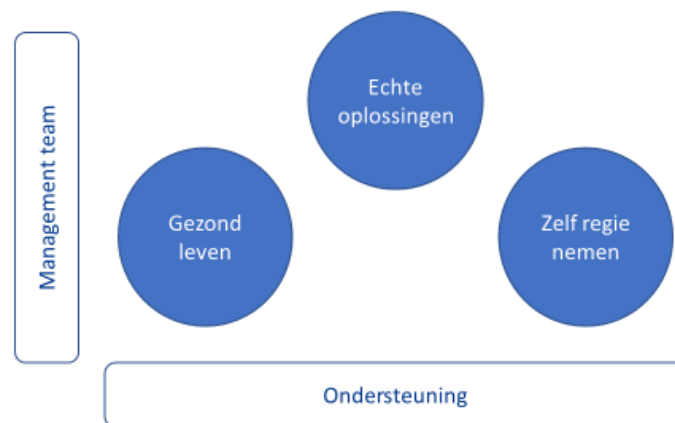 Management team
Echte
oplossingen
Gezond
leven
Zelf regie
nemen
Ondersteuning